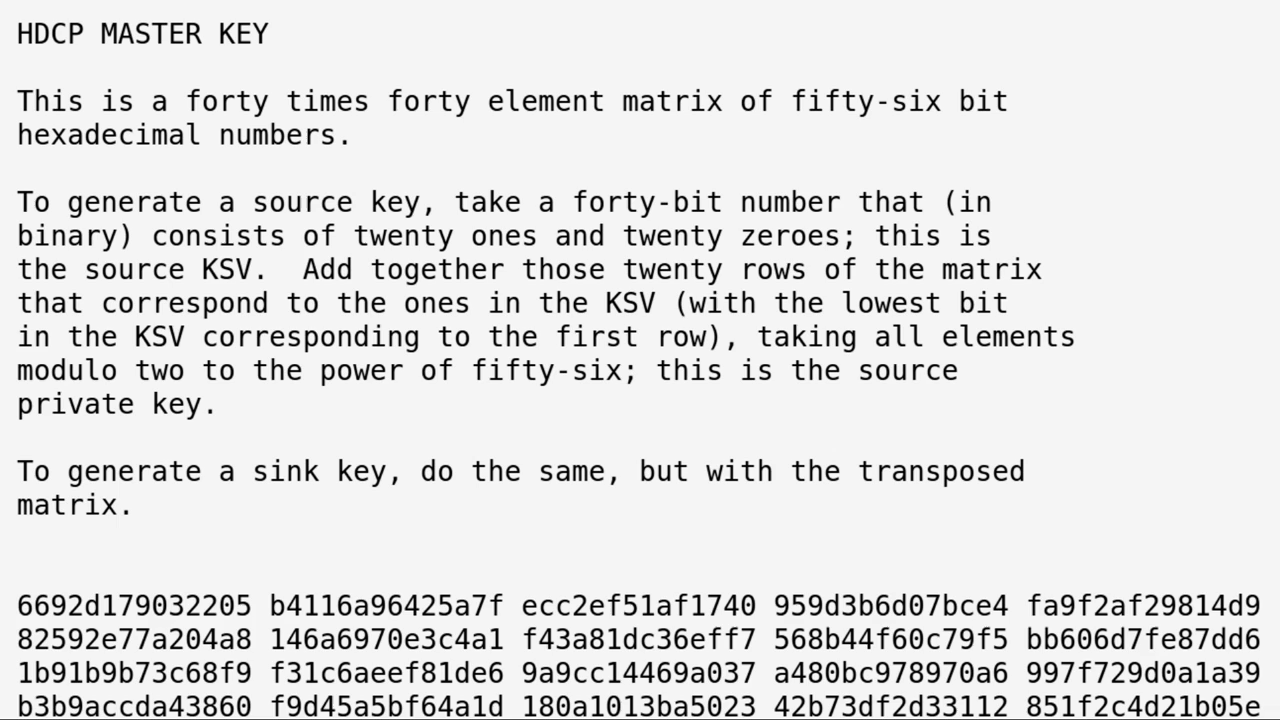 HDCP MASTER KEY
This is a forty times forty element matrix of fifty-six bit
hexadecimal numbers.
To generate a source key, take a forty-bit number that (in
binary) consists of twenty ones and twenty zeroes; this is
the source KSV.  Add together those twenty rows of the matrix
that correspond to the ones in the KSV (with the lowest bit
in the KSV corresponding to the first row), taking all elements
modulo two to the power of fifty-six; this is the source
private key.
To generate a sink key, do the same, but with the transposed
matrix.
6692d179032205 b4116a96425a7f ecc2ef51af1740 959d3b6d07bce4 fa9f2af29814d9
82592e77a204a8 146a6970e3c4a1 f43a81dc36eff7 568b44f60c79f5 bb606d7fe87dd6
1b91b9b73c68f9 f31c6aeef81de6 9a9cc14469a037 a480bc978970a6 997f729d0a1a39
b3b9accda43860 f9d45a5bf64a1d 180a1013ba5023 42b73df2d33112 851f2c4d21b05e